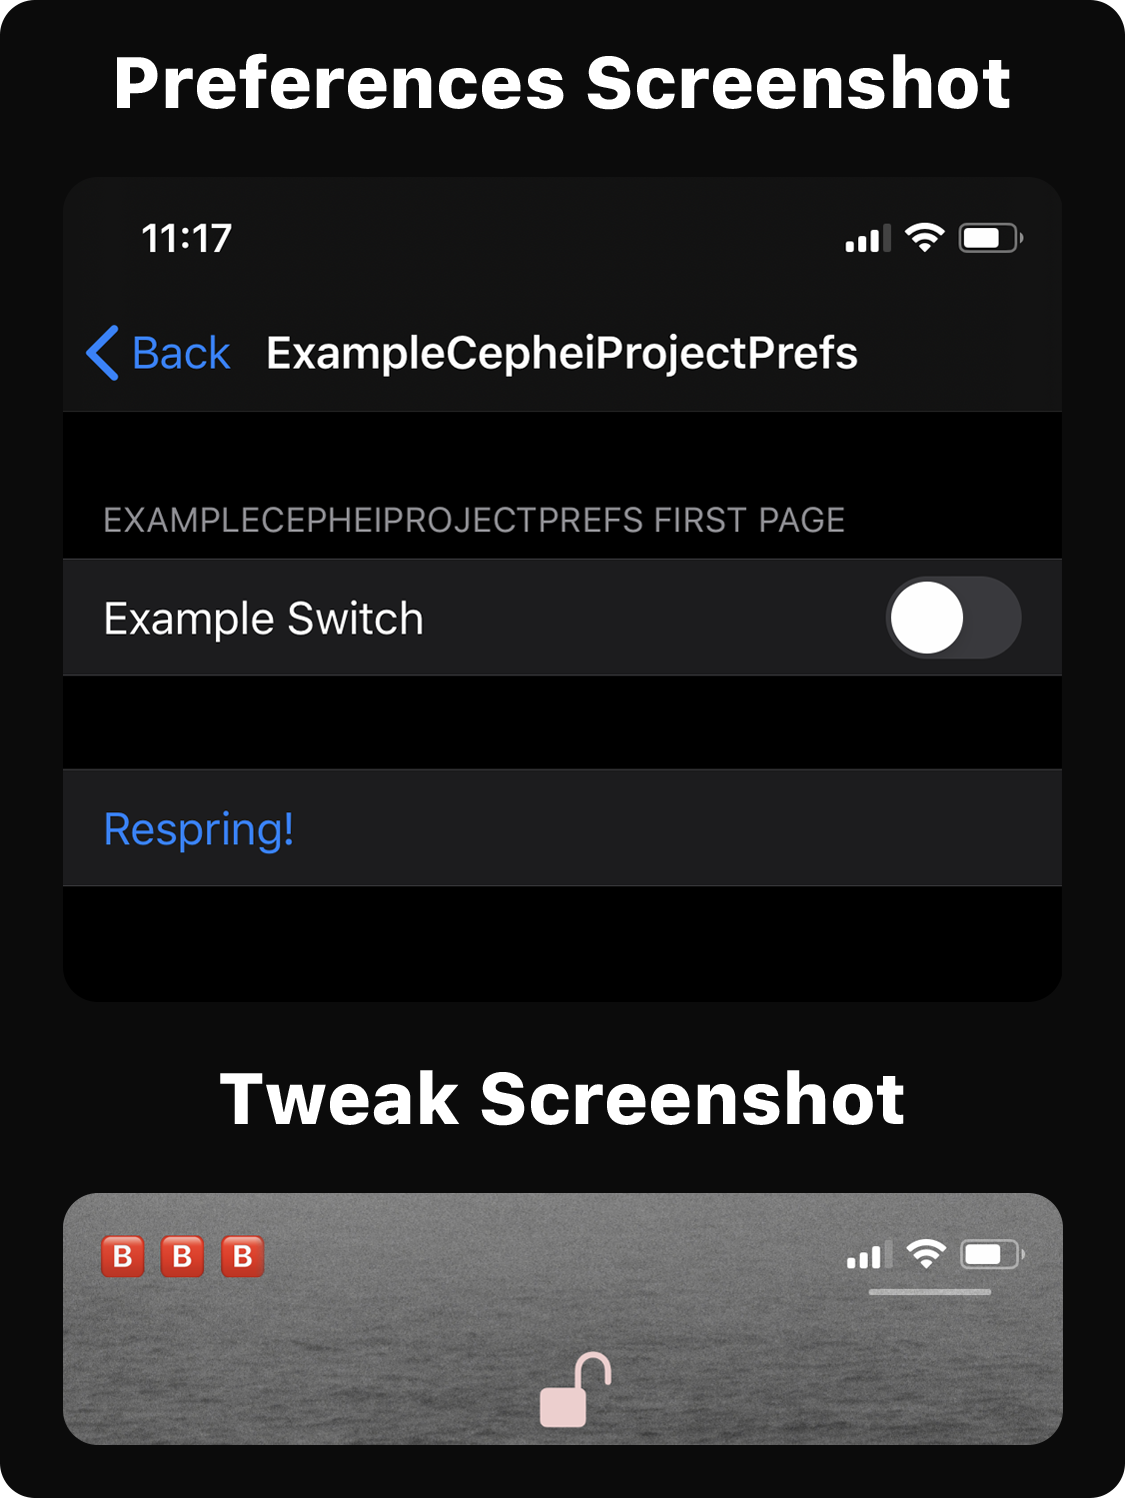 Preferences Screenshot
11:17
Back ExampleCepheiProjectPrefs
EXAMPLECEPHEIPROJECTPREFS FIRST PAGE
Example Switch
Respring!
Tweak Screenshot
🅱️ 🅱️ 🅱️